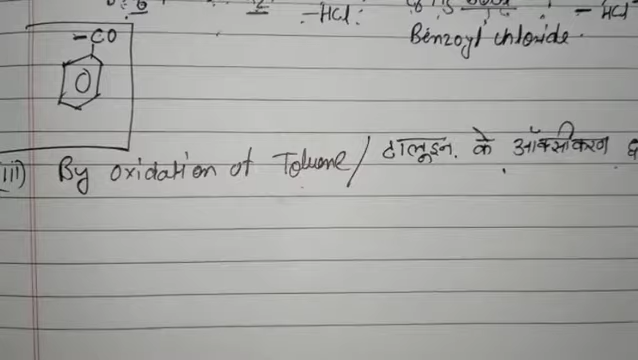 -HCl
- HCl
Benzoyl chloride.
-CO
(iii) By oxidation of Toluene/ टालूइन. के ऑक्सीकरण